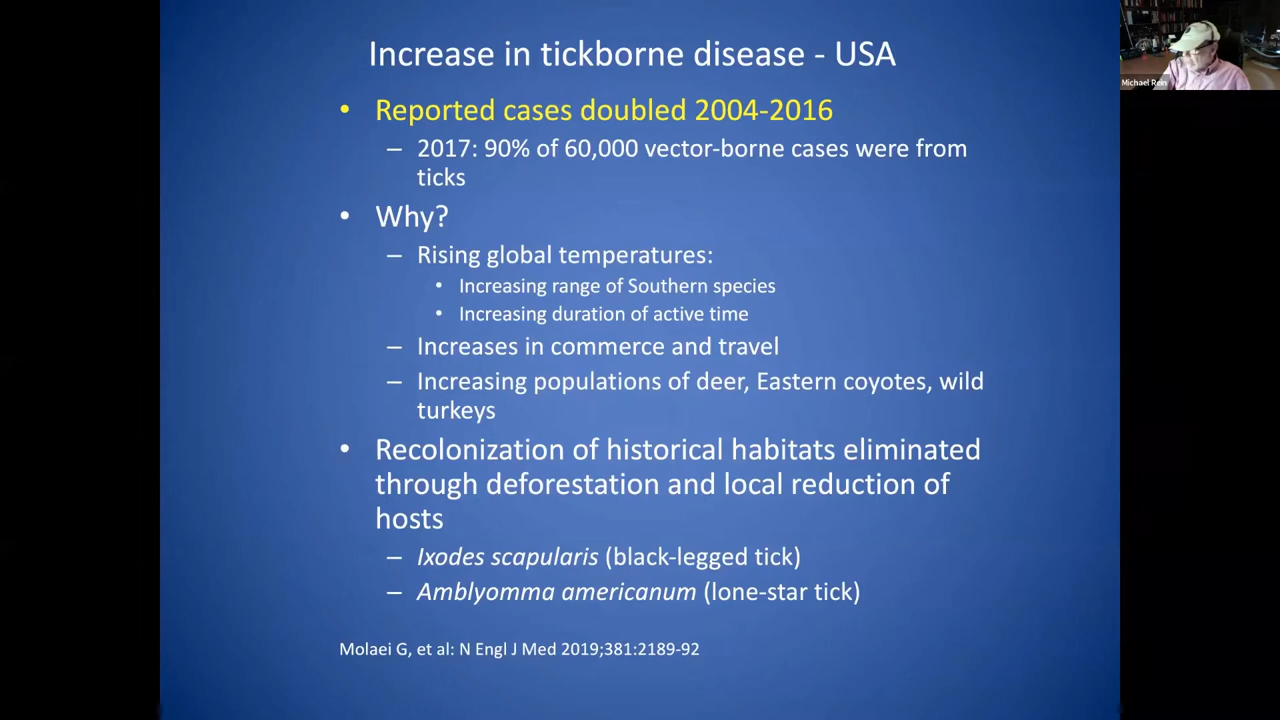 Increase in tickborne disease - USA
• Reported cases doubled 2004-2016
– 2017: 90% of 60,000 vector-borne cases were from
ticks
• Why?
– Rising global temperatures:
• Increasing range of Southern species
• Increasing duration of active time
– Increases in commerce and travel
– Increasing populations of deer, Eastern coyotes, wild
turkeys
• Recolonization of historical habitats eliminated
through deforestation and local reduction of
hosts
– Ixodes scapularis (black-legged tick)
– Amblyomma americanum (lone-star tick)
Molaei G, et al: N Engl J Med 2019;381:2189-92
Michael Rein